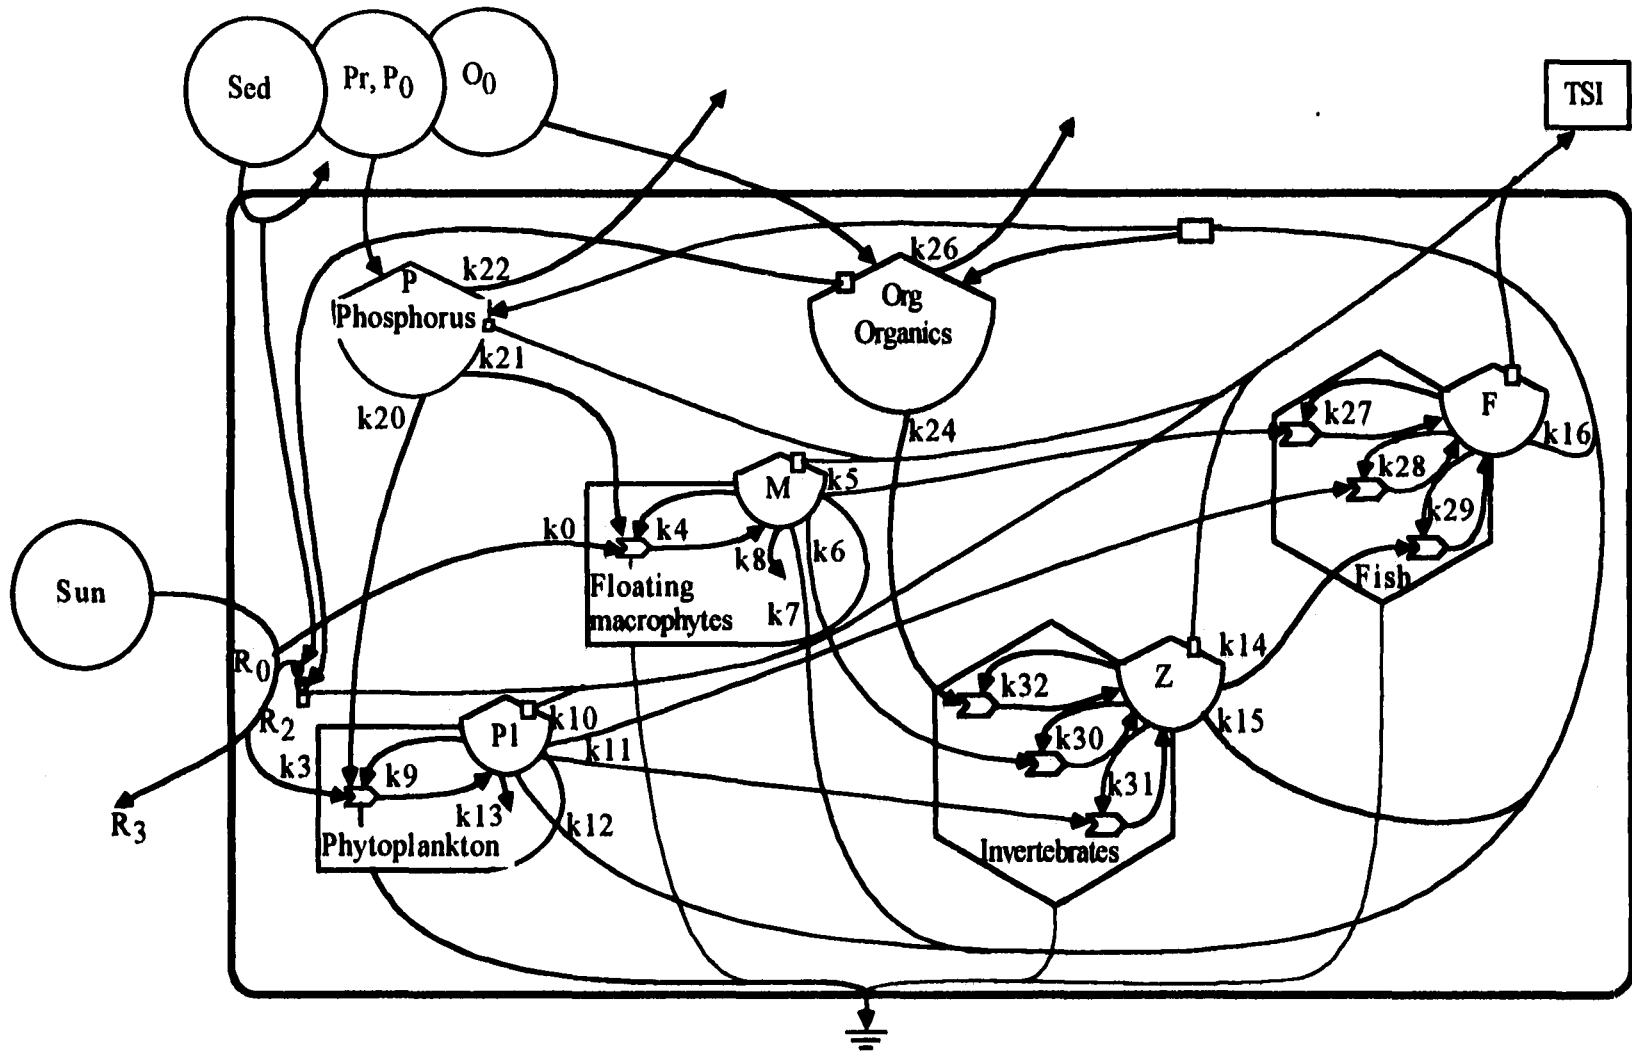 Sed
Pr, P0
O0
TSI
k26
P
k22
Phosphorus
Org
Organics
k21
k20
k24
k27
F
k16
k28
k29
Fish
M
k5
k0
k4
k8
k6
Floating
macrophytes
k7
Sun
R0
R2
k3
R3
k14
Z
k15
k32
k30
k31
Invertebrates
k10
Pl
k11
k9
k13
k12
Phytoplankton